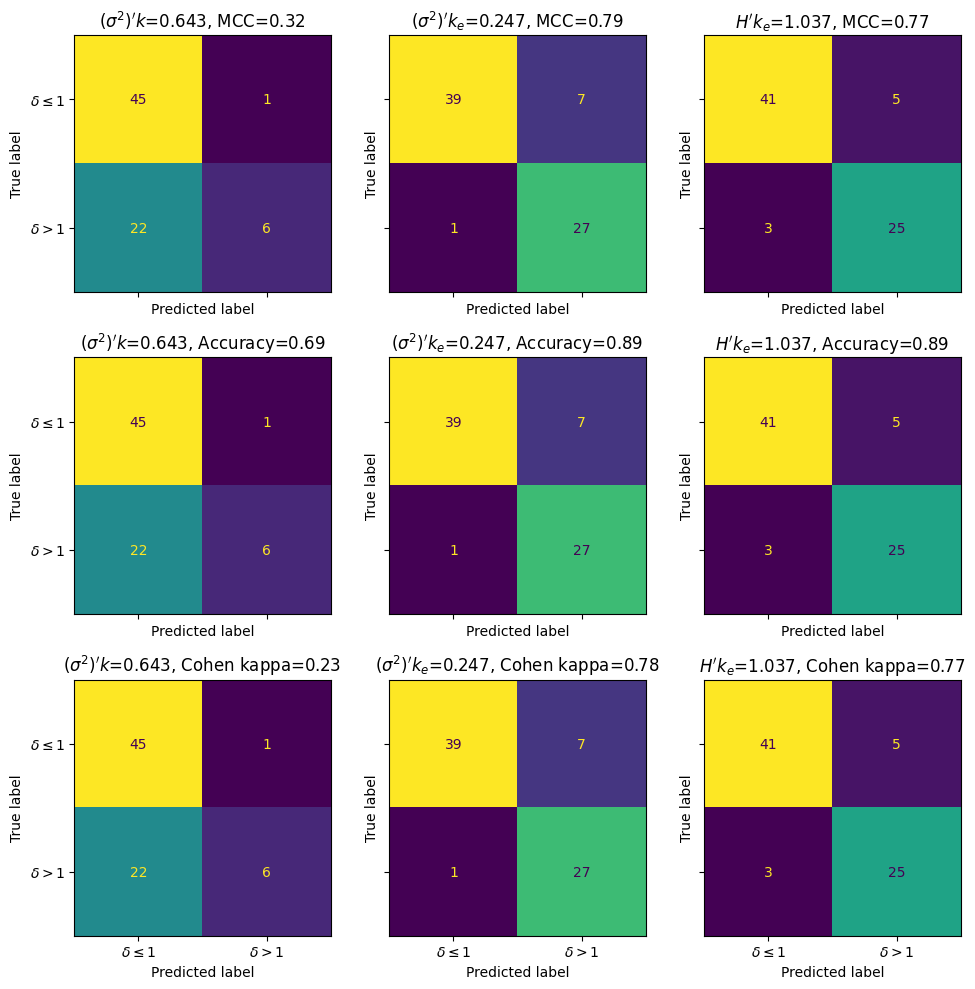 (σ²)'k=0.643, MCC=0.32
(σ²)'kₑ=0.247, MCC=0.79
H'kₑ=1.037, MCC=0.77
True label
δ ≤ 1
δ > 1
45
1
22
6
Predicted label
True label
39
7
1
27
Predicted label
True label
41
5
3
25
Predicted label
(σ²)'k=0.643, Accuracy=0.69
(σ²)'kₑ=0.247, Accuracy=0.89
H'kₑ=1.037, Accuracy=0.89
True label
δ ≤ 1
δ > 1
45
1
22
6
Predicted label
True label
39
7
1
27
Predicted label
True label
41
5
3
25
Predicted label
(σ²)'k=0.643, Cohen kappa=0.23
(σ²)'kₑ=0.247, Cohen kappa=0.78
H'kₑ=1.037, Cohen kappa=0.77
True label
δ ≤ 1
δ > 1
45
1
22
6
δ ≤ 1
δ > 1
Predicted label
True label
39
7
1
27
δ ≤ 1
δ > 1
Predicted label
True label
41
5
3
25
δ ≤ 1
δ > 1
Predicted label